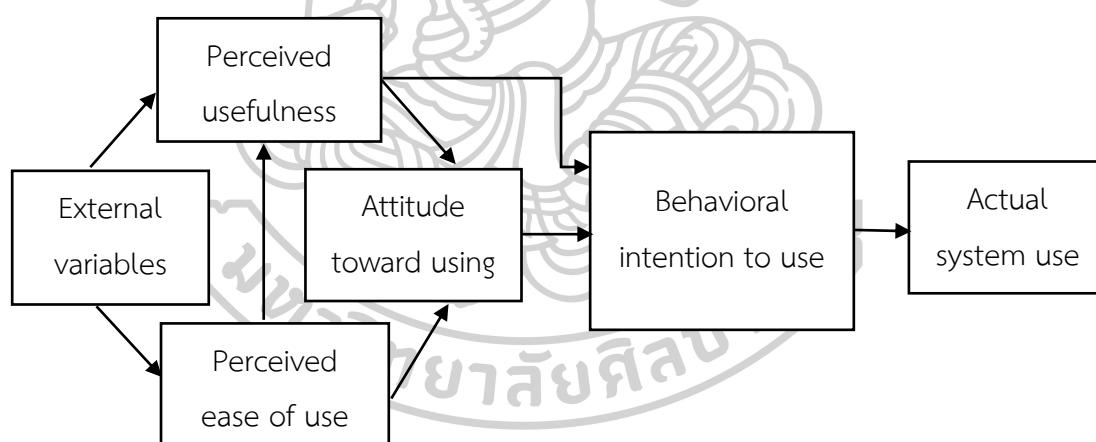 Perceived
usefulness
External
variables
Attitude
toward using
Behavioral
intention to use
Actual
system use
Perceived
ease of use